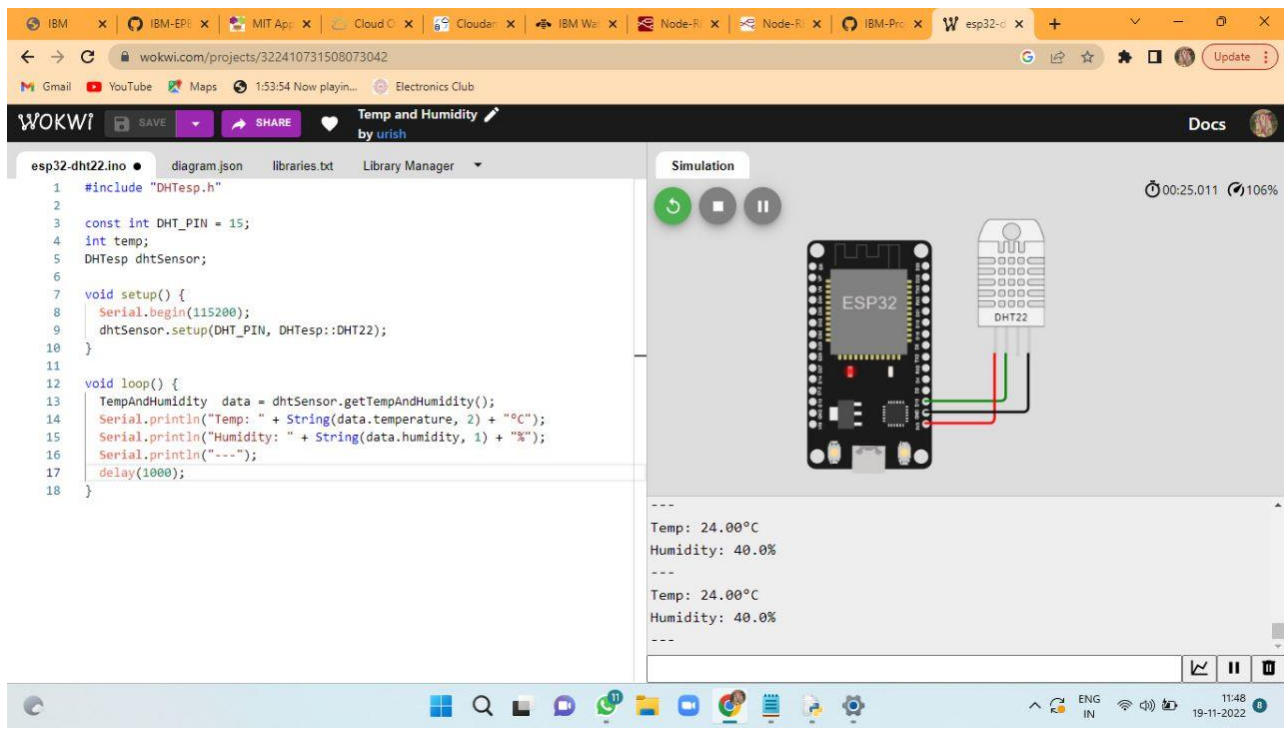 IBM
IBM-EPE
MIT App
Cloud O
Cloudan
IBM Wat
Node-RE
Node-RE
IBM-Pro
esp32-d
wokwi.com/projects/322410731508073042
Update
Gmail
YouTube
Maps
1:53:54 Now playin...
Electronics Club
WOKWi
SAVE
SHARE
Temp and Humidity
by urish
Docs
esp32-dht22.ino ●
diagram.json
libraries.txt
Library Manager
1 #include "DHTesp.h"
2
3 const int DHT_PIN = 15;
4 int temp;
5 DHTesp dhtSensor;
6
7 void setup() {
8 Serial.begin(115200);
9 dhtSensor.setup(DHT_PIN, DHTesp::DHT22);
10 }
11
12 void loop() {
13 TempAndHumidity  data = dhtSensor.getTempAndHumidity();
14 Serial.println("Temp: " + String(data.temperature, 2) + "°C");
15 Serial.println("Humidity: " + String(data.humidity, 1) + "%");
16 Serial.println("---");
17 delay(1000);
18 }
Simulation
00:25.011 106%
ESP32
DHT22
---
Temp: 24.00°C
Humidity: 40.0%
---
Temp: 24.00°C
Humidity: 40.0%
---
11
ENG
IN
11:48
19-11-2022
8